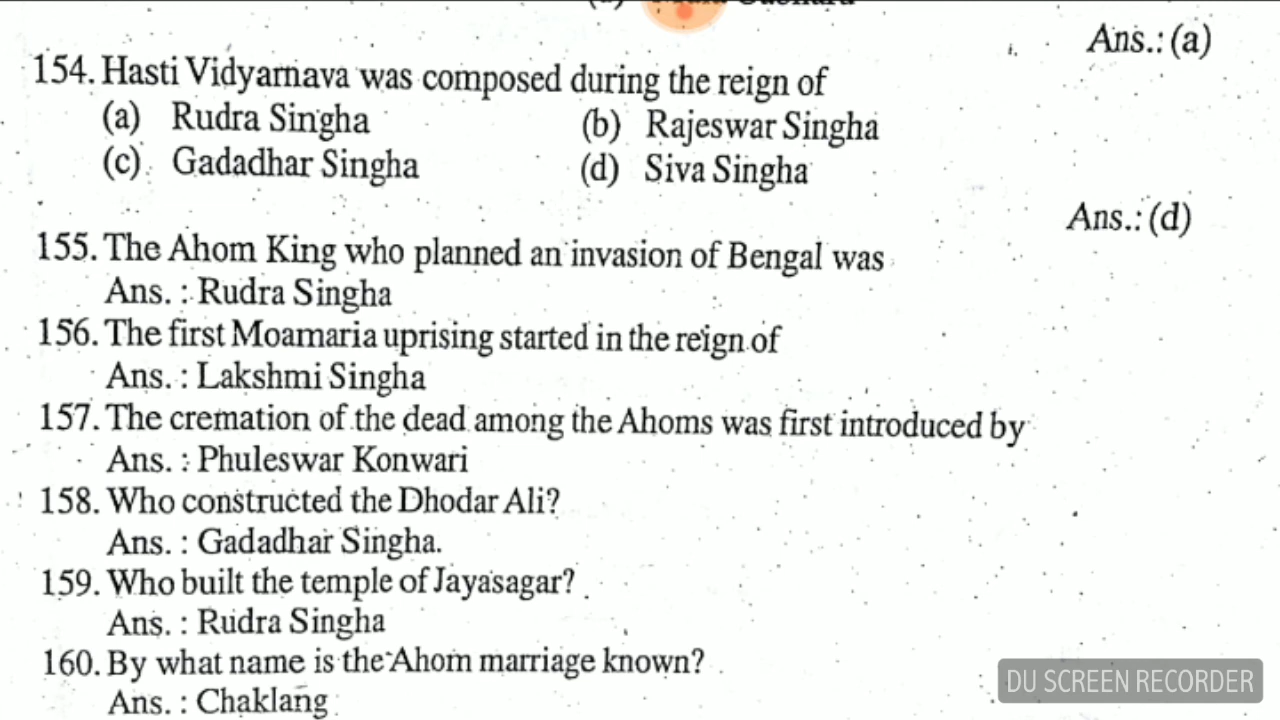 Ans.: (a)
154. Hasti Vidyarnava was composed during the reign of
(a) Rudra Singha (b) Rajeswar Singha
(c) Gadadhar Singha (d) Siva Singha
Ans.: (d)
155. The Ahom King who planned an invasion of Bengal was
Ans. : Rudra Singha
156. The first Moamaria uprising started in the reign of
Ans. : Lakshmi Singha
157. The cremation of the dead among the Ahoms was first introduced by
Ans. : Phuleswar Konwari
158. Who constructed the Dhodar Ali?
Ans. : Gadadhar Singha.
159. Who built the temple of Jayasagar?
Ans. : Rudra Singha
160. By what name is the Ahom marriage known?
Ans. : Chaklang
DU SCREEN RECORDER